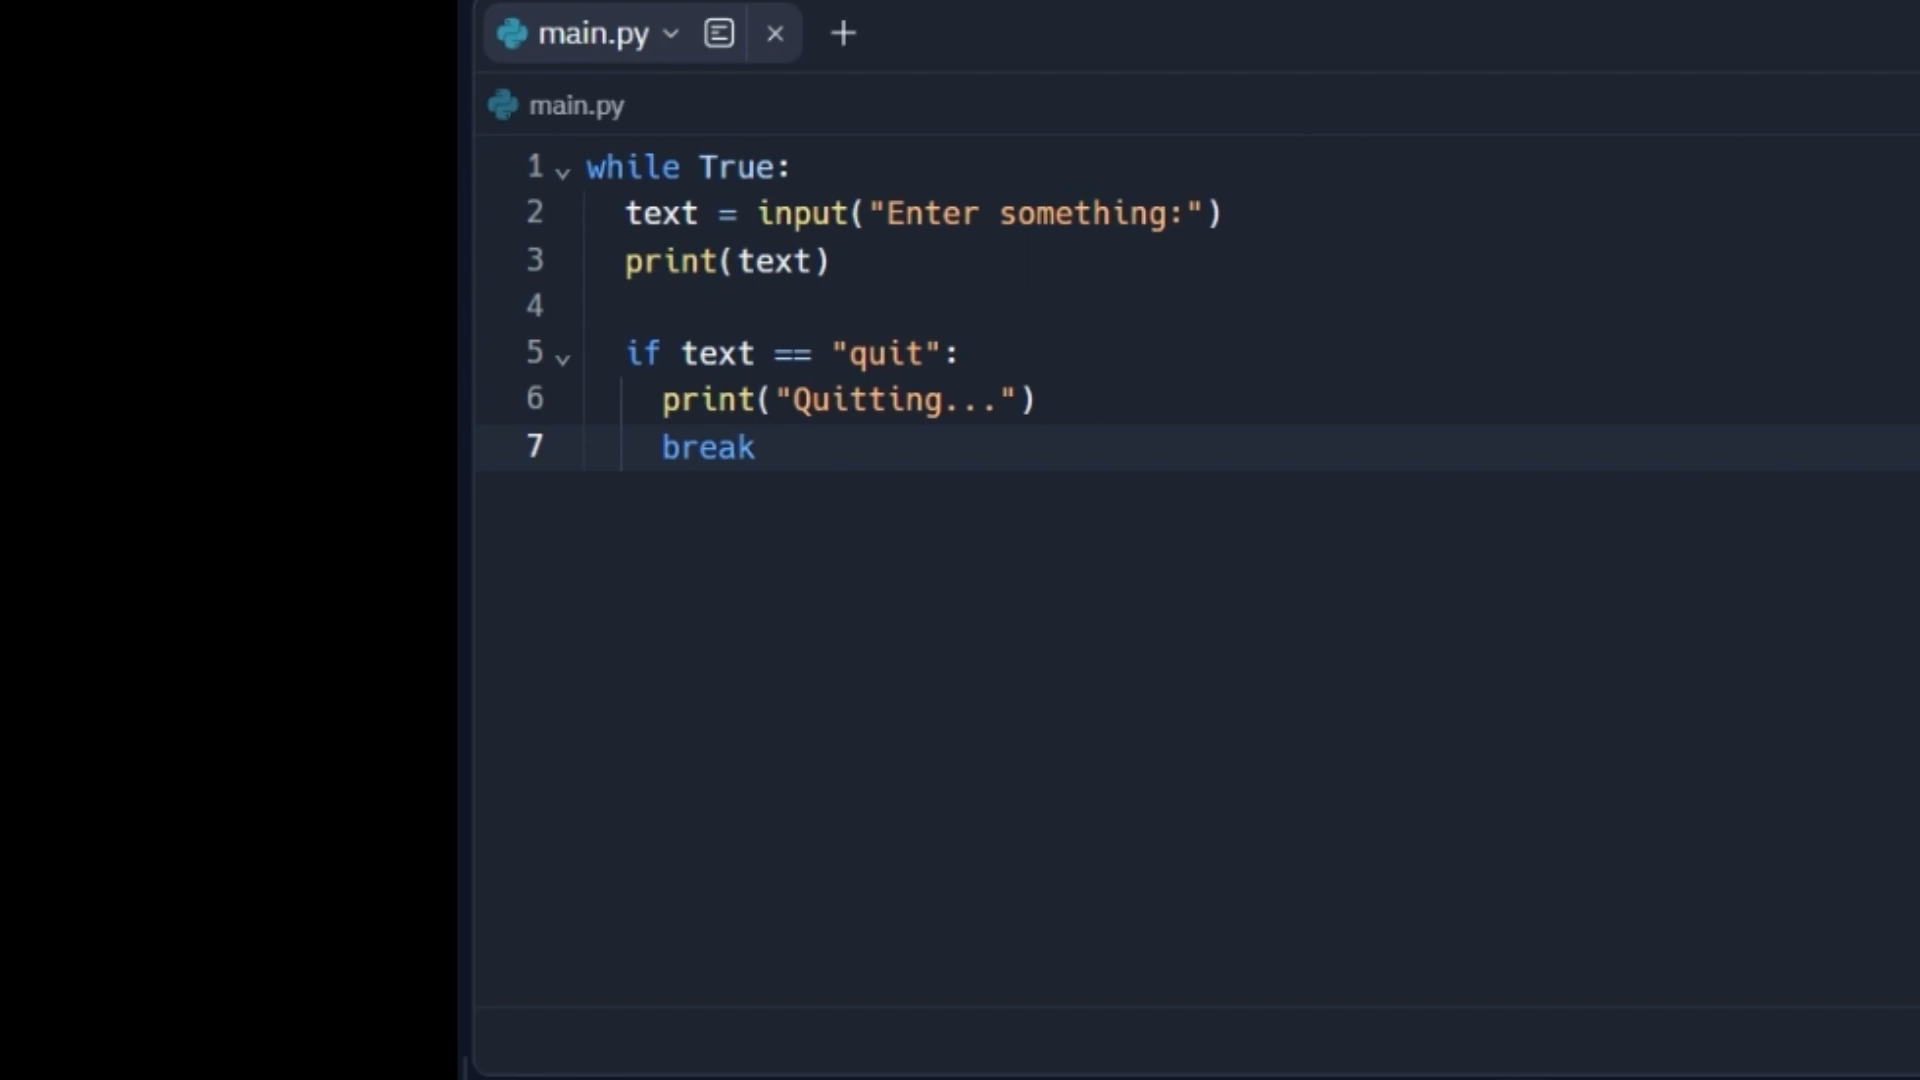 main.py
main.py
1 while True:
2   text = input("Enter something:")
3   print(text)
4
5   if text == "quit":
6     print("Quitting...")
7     break